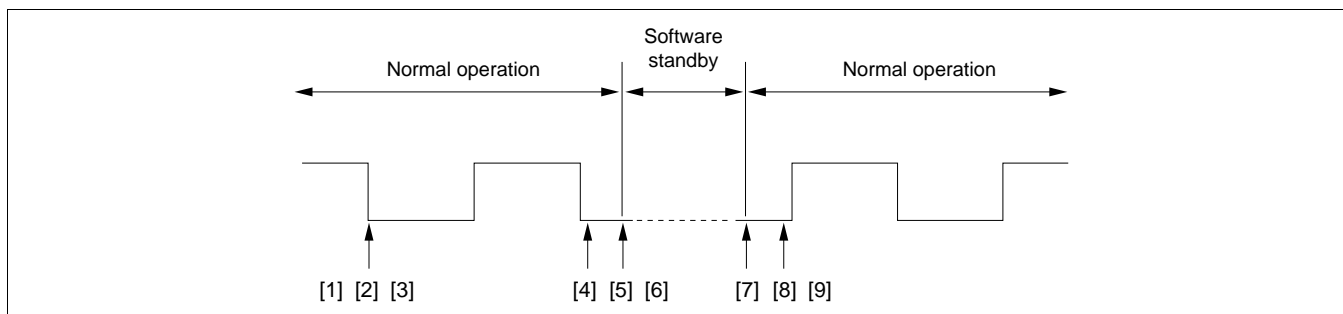 Software
standby
Normal operation
Normal operation
[1] [2] [3]
[4] [5] [6]
[7] [8] [9]